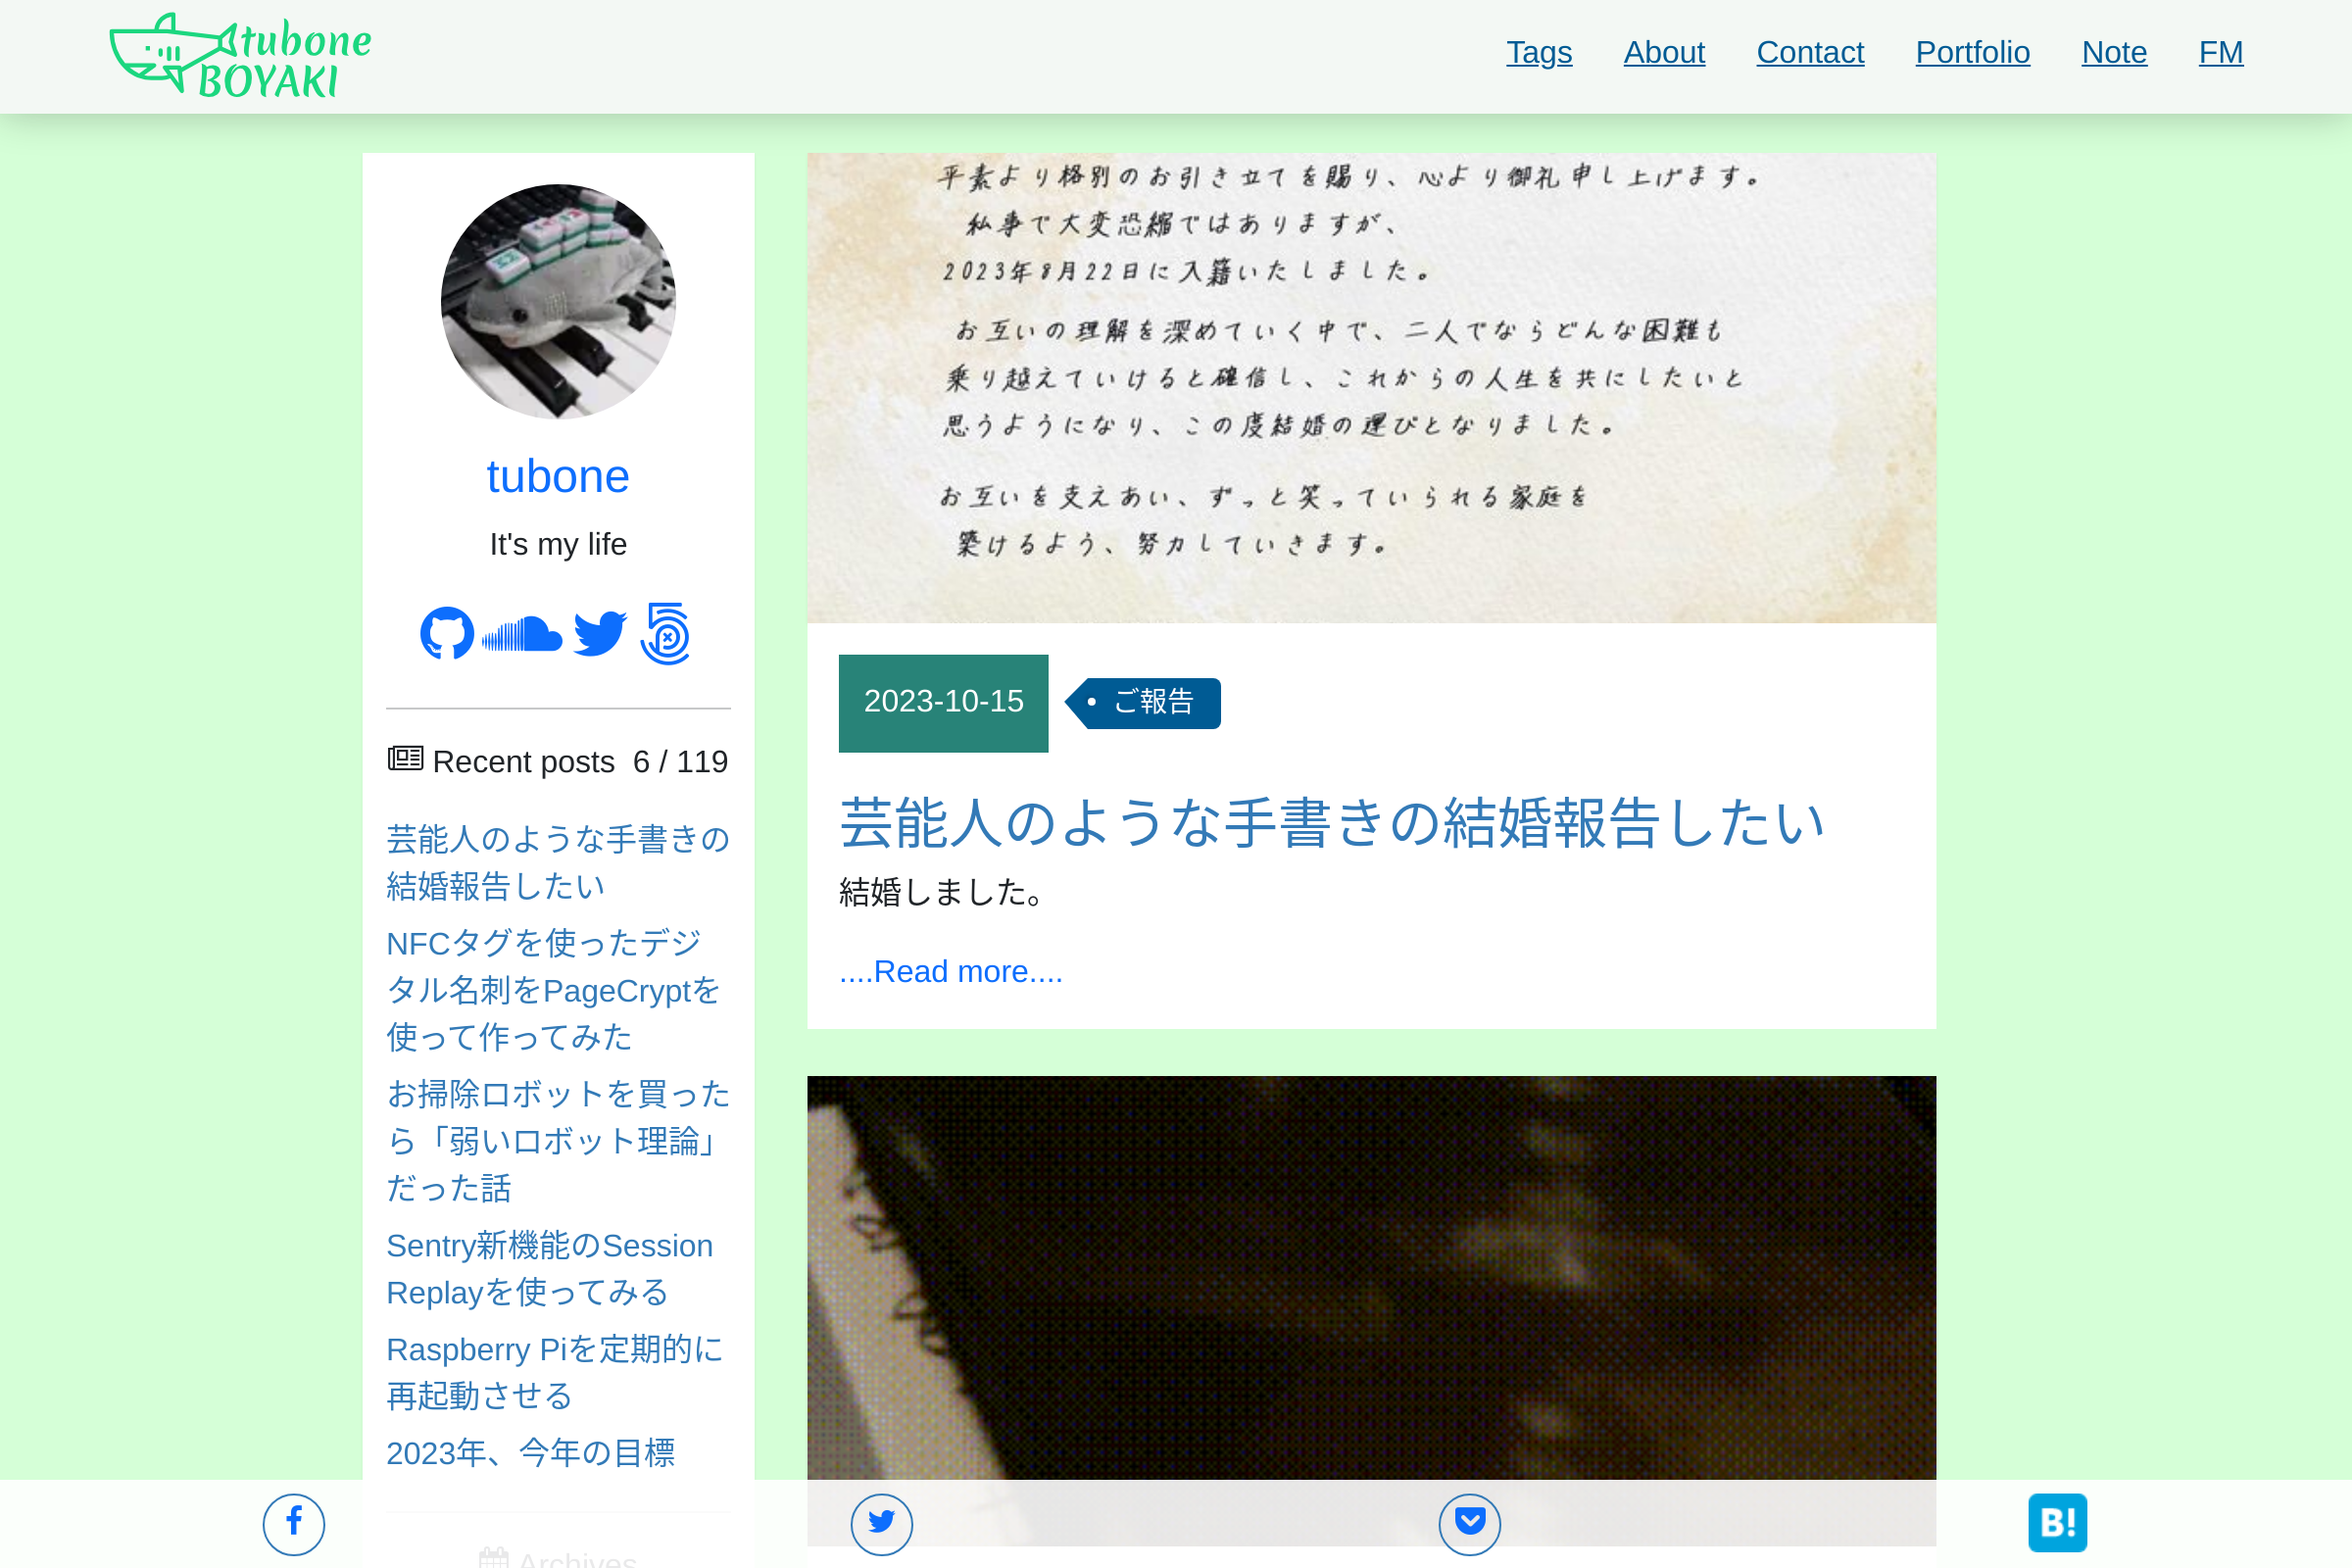 tubone
BOYAKI
Tags About Contact Portfolio Note FM
tubone
It's my life
Recent posts 6 / 119
芸能人のような手書きの
結婚報告したい
NFCタグを使ったデジ
タル名刺をPageCryptを
使って作ってみた
お掃除ロボットを買った
ら「弱いロボット理論」
だった話
Sentry新機能のSession
Replayを使ってみる
Raspberry Piを定期的に
再起動させる
2023年、今年の目標
Archives
平素より格別のお引き立てを賜り、心より御礼申し上げます。
私事で大変恐縮ではありますが、
2023年8月22日に入籍いたしました。
お互いの理解を深めていく中で、二人でならどんな困難も
乗り越えていけると確信し、これからの人生を共にしたいと
思うようになり、この度結婚の運びとなりました。
お互いを支えあい、ずっと笑っていられる家庭を
築けるよう、努力していきます。
2023-10-15 ご報告
芸能人のような手書きの結婚報告したい
結婚しました。
....Read more....
B!